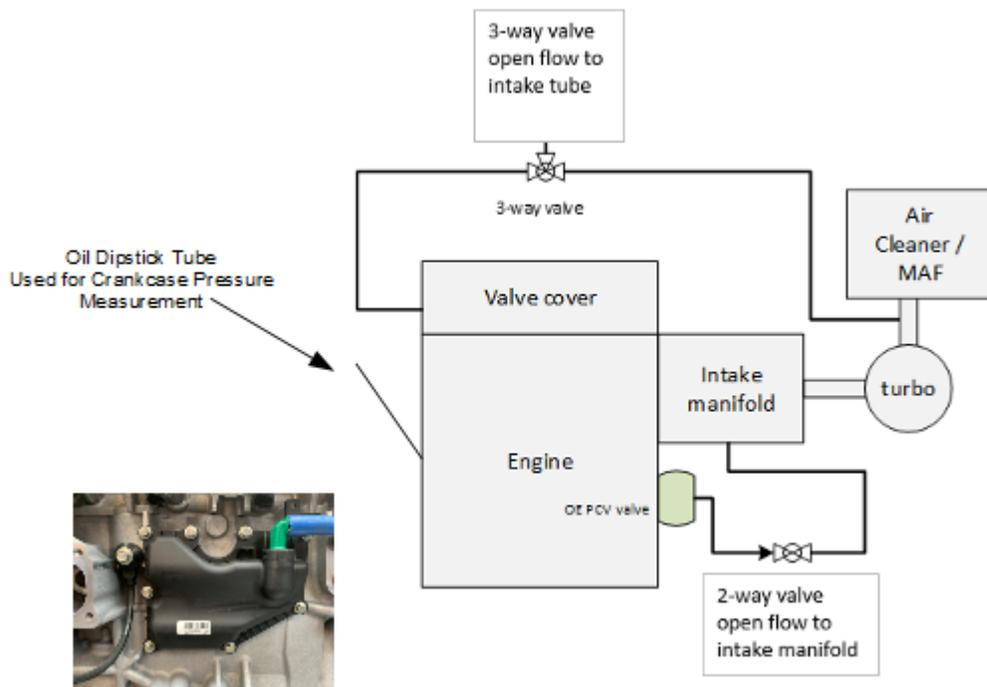 3-way valve
open flow to
intake tube
3-way valve
Air
Cleaner /
MAF
Oil Dipstick Tube
Used for Crankcase Pressure
Measurement
Valve cover
Intake
manifold
turbo
Engine
OE PCV valve
2-way valve
open flow to
intake manifold